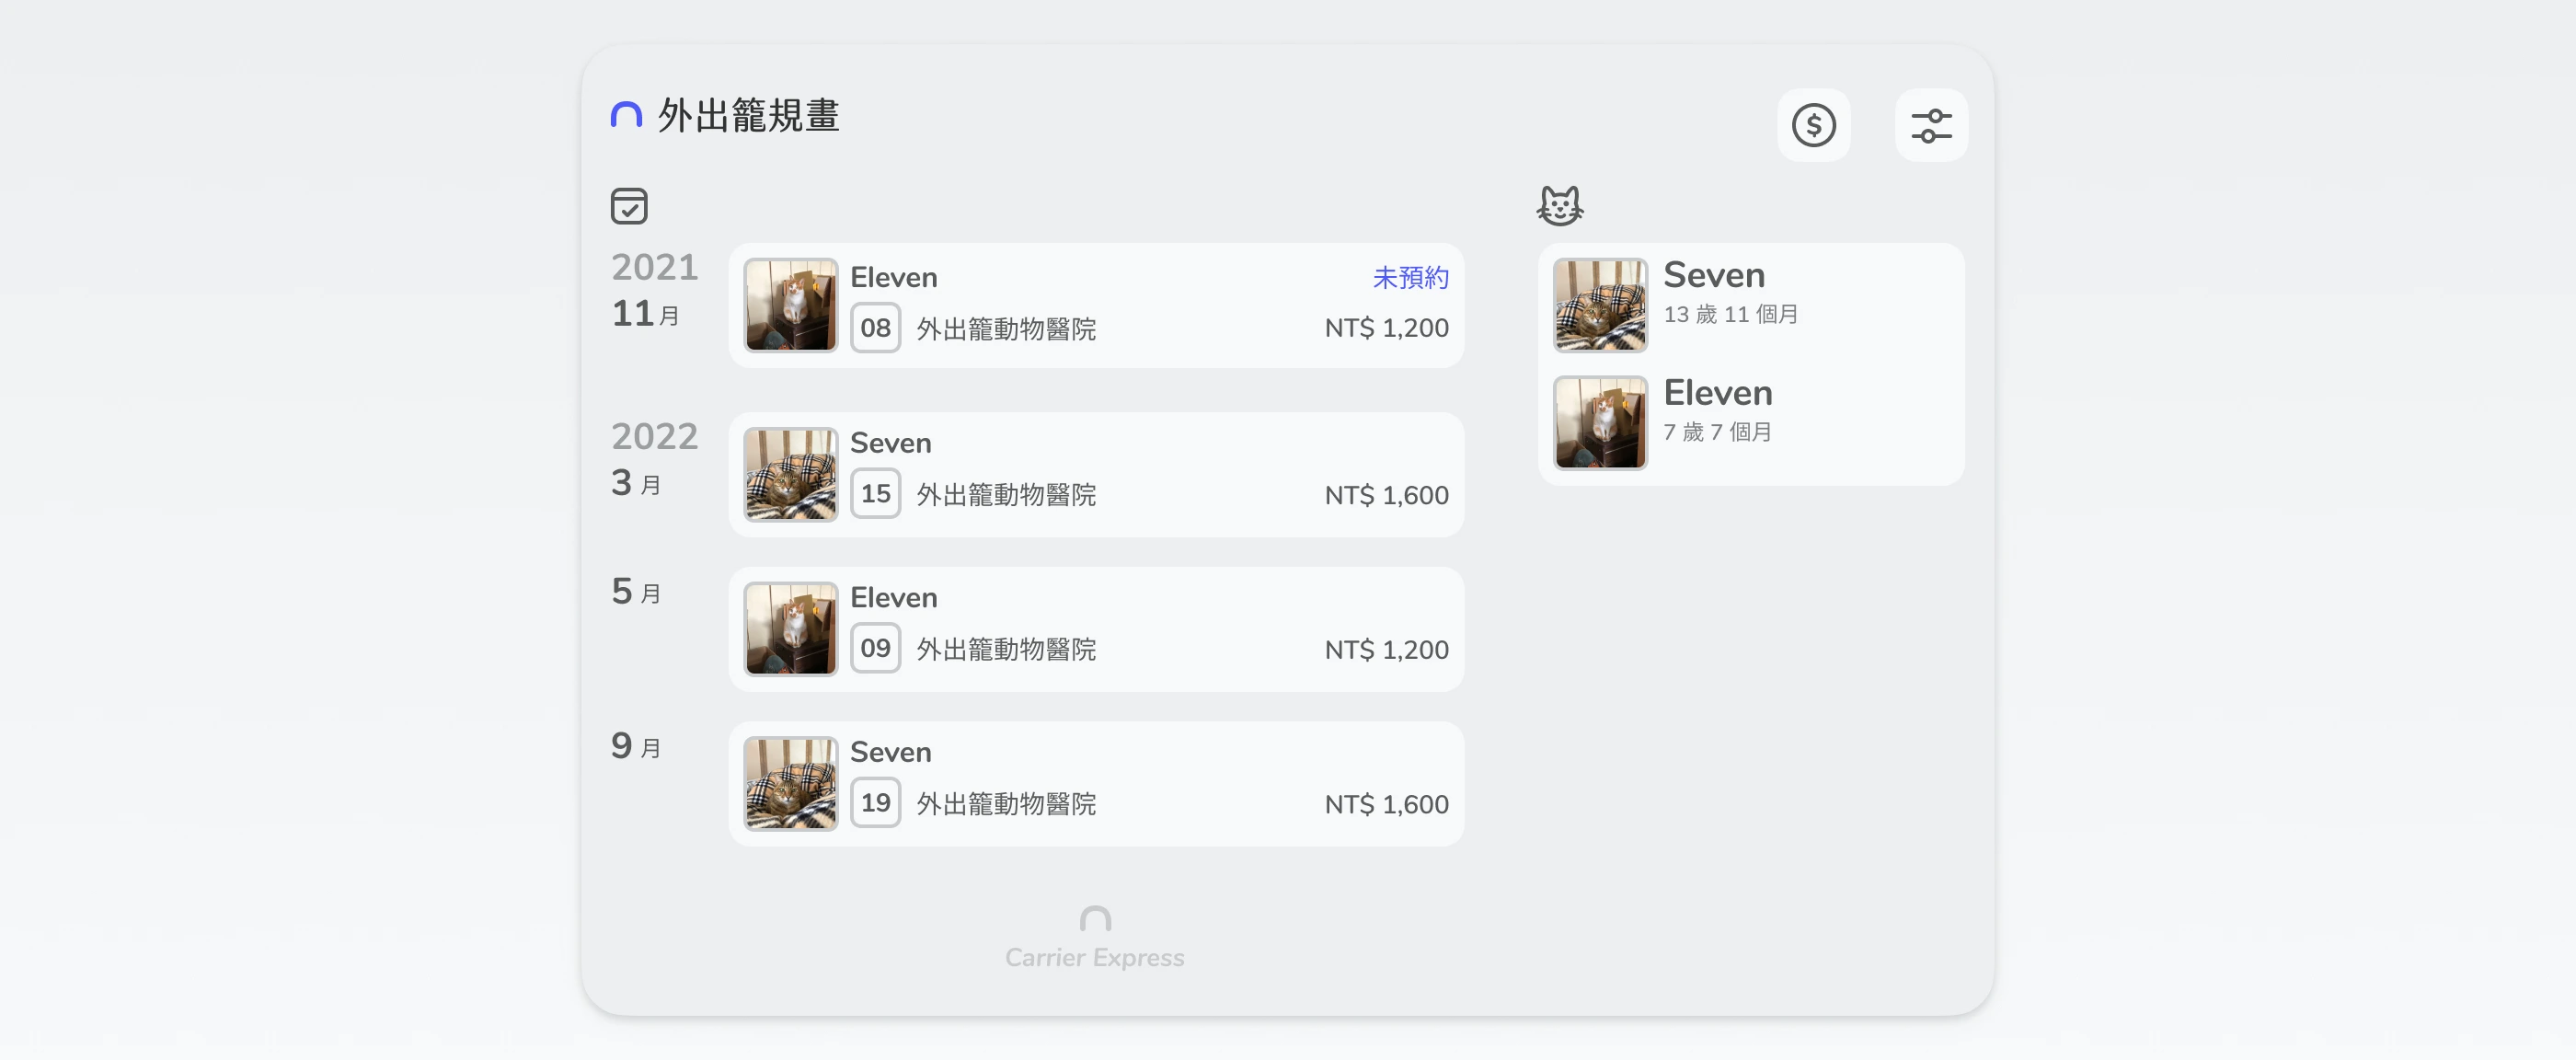 外出籠規畫
2021
11 月
Eleven
未預約
08 外出籠動物醫院 NT$ 1,200
2022
3 月
Seven
15 外出籠動物醫院 NT$ 1,600
5 月
Eleven
09 外出籠動物醫院 NT$ 1,200
9 月
Seven
19 外出籠動物醫院 NT$ 1,600
Carrier Express
$
Seven
13 歲 11 個月
Eleven
7 歲 7 個月